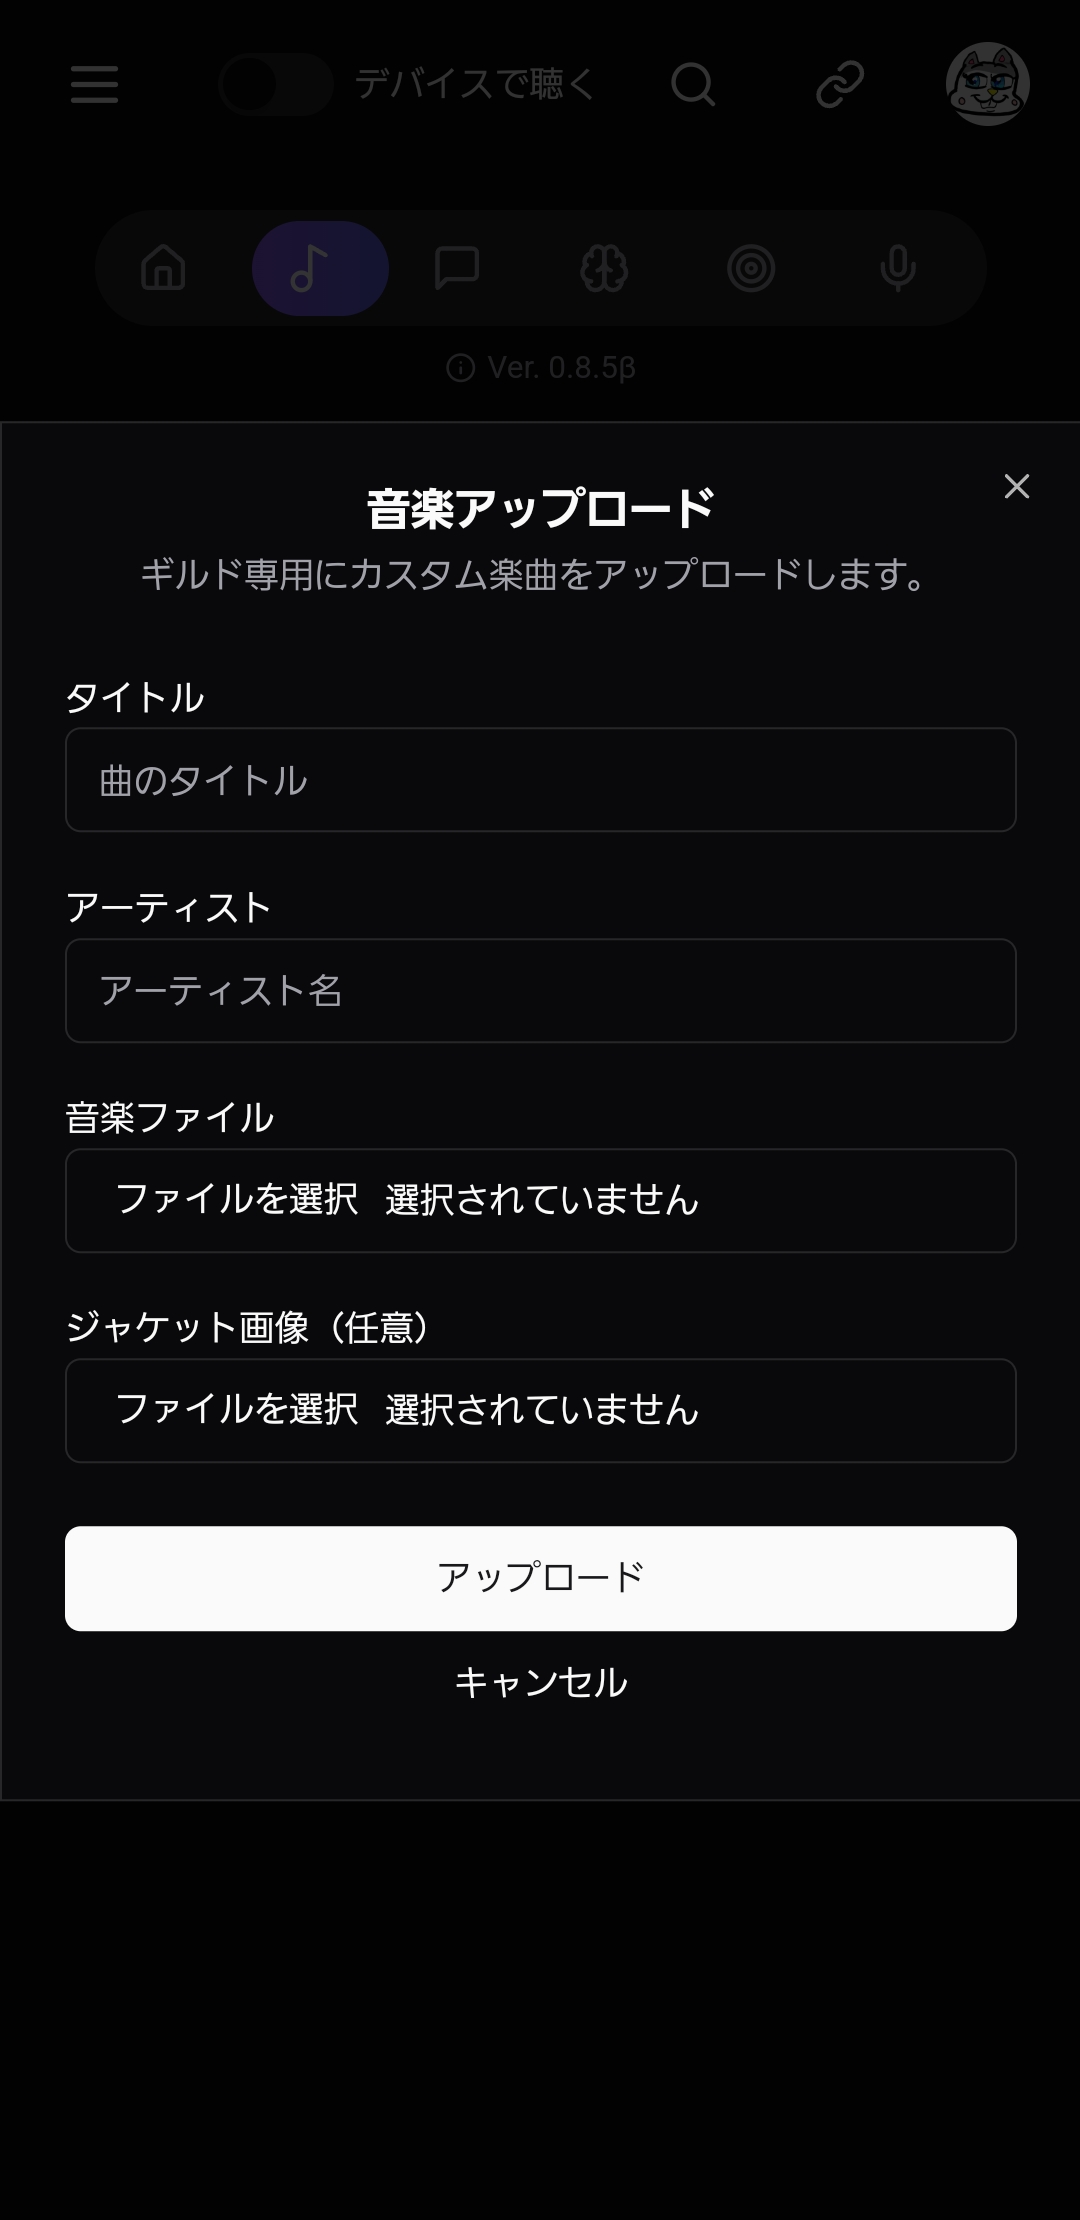 デバイスで聴く
Ver. 0.8.5β
音楽アップロード
ギルド専用にカスタム楽曲をアップロードします。
タイトル
曲のタイトル
アーティスト
アーティスト名
音楽ファイル
ファイルを選択 選択されていません
ジャケット画像（任意）
ファイルを選択 選択されていません
アップロード
キャンセル